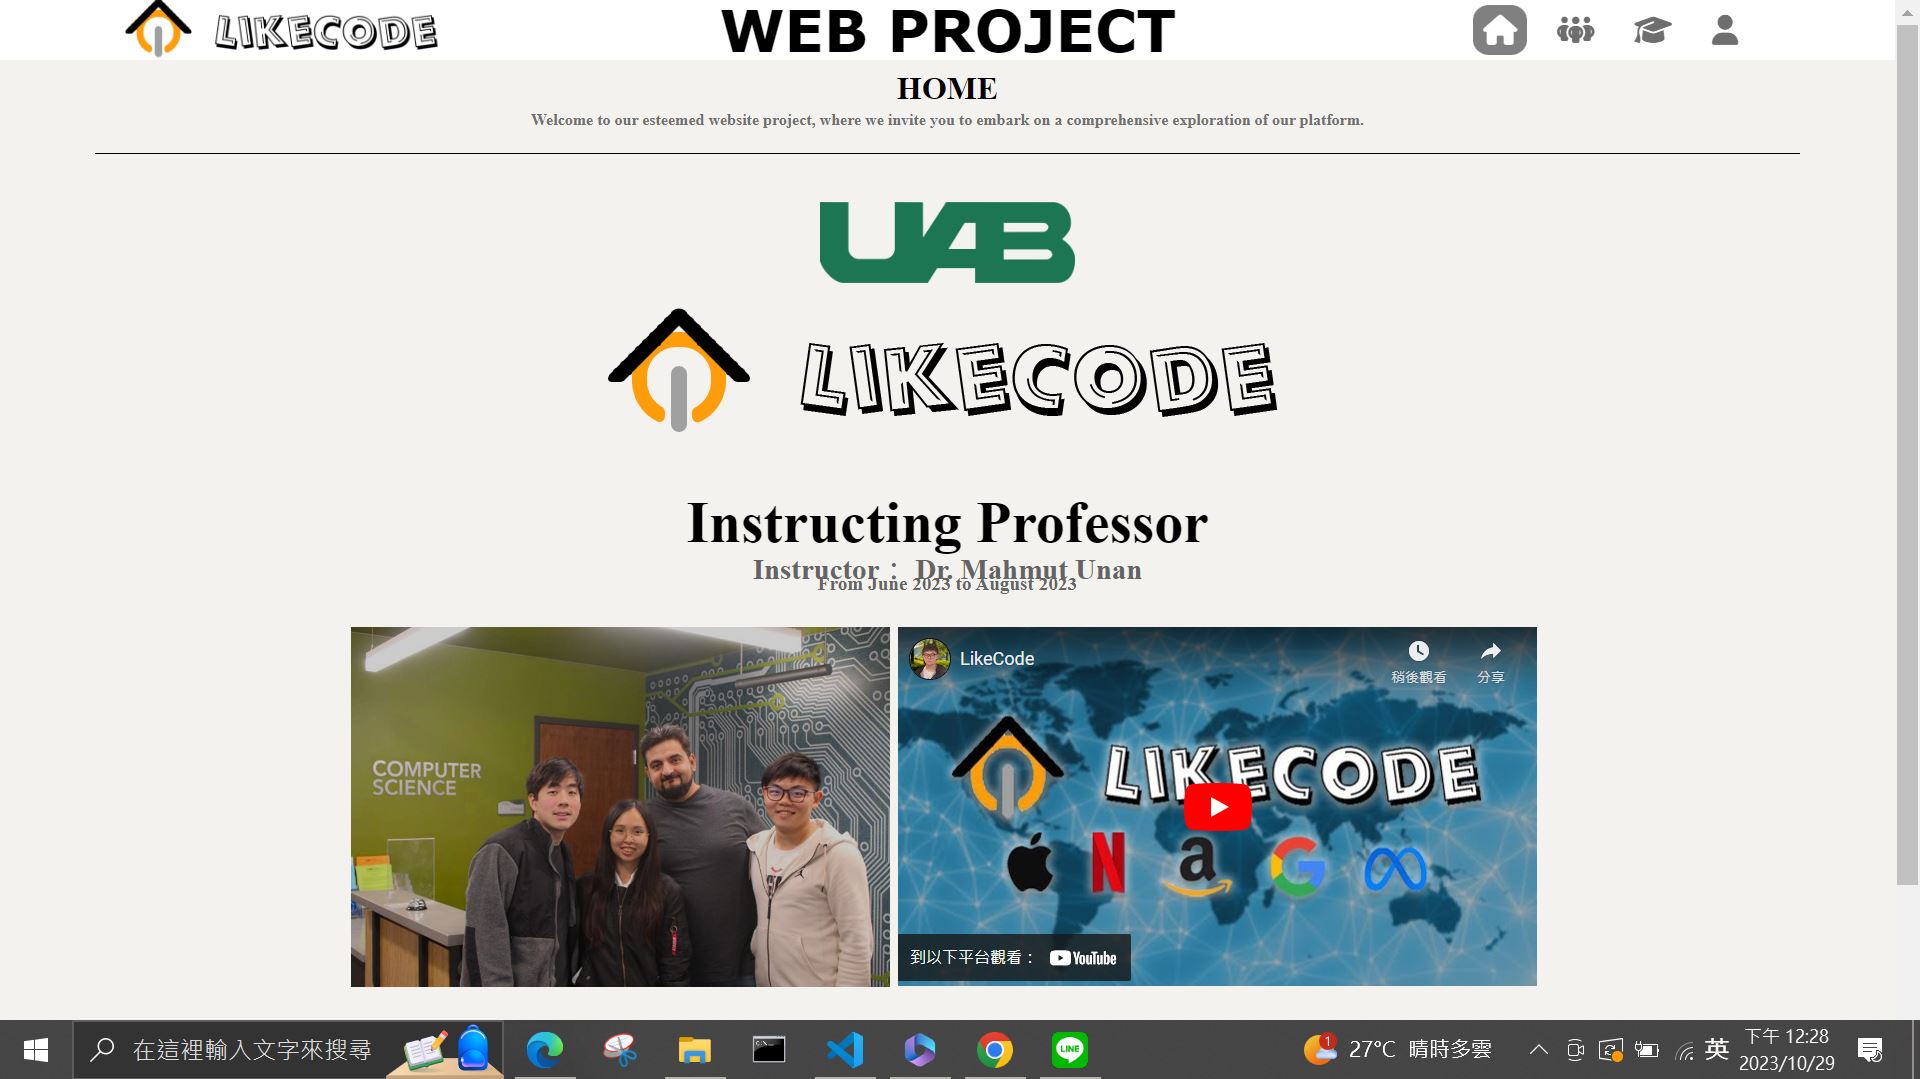 LIKECODE
WEB PROJECT
HOME
Welcome to our esteemed website project, where we invite you to embark on a comprehensive exploration of our platform.
UAB
LIKECODE
Instructing Professor
Instructor： Dr. Mahmut Unan
From June 2023 to August 2023
COMPUTER
SCIENCE
LikeCode
稍後觀看
分享
LIKECODE
到以下平台觀看： YouTube
在這裡輸入文字來搜尋
LINE
1
27°C 晴時多雲
英
下午 12:28
2023/10/29